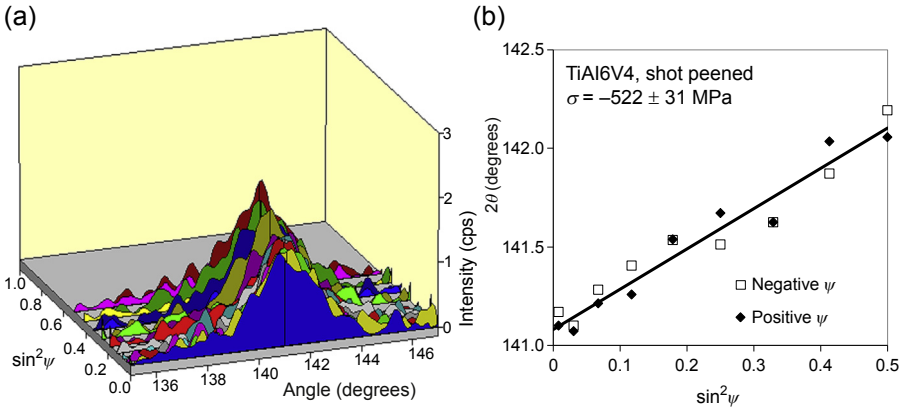 (a)
3
2
1
0
Intensity (cps)
1.0
0.8
0.6
0.4
0.2
0.0
sin²ψ
136
138
140
142
144
146
Angle (degrees)
(b)
142.5
142.0
141.5
141.0
2θ (degrees)
TiAl6V4, shot peened
σ = –522 ± 31 MPa
Negative ψ
Positive ψ
0
0.1
0.2
0.3
0.4
0.5
sin²ψ